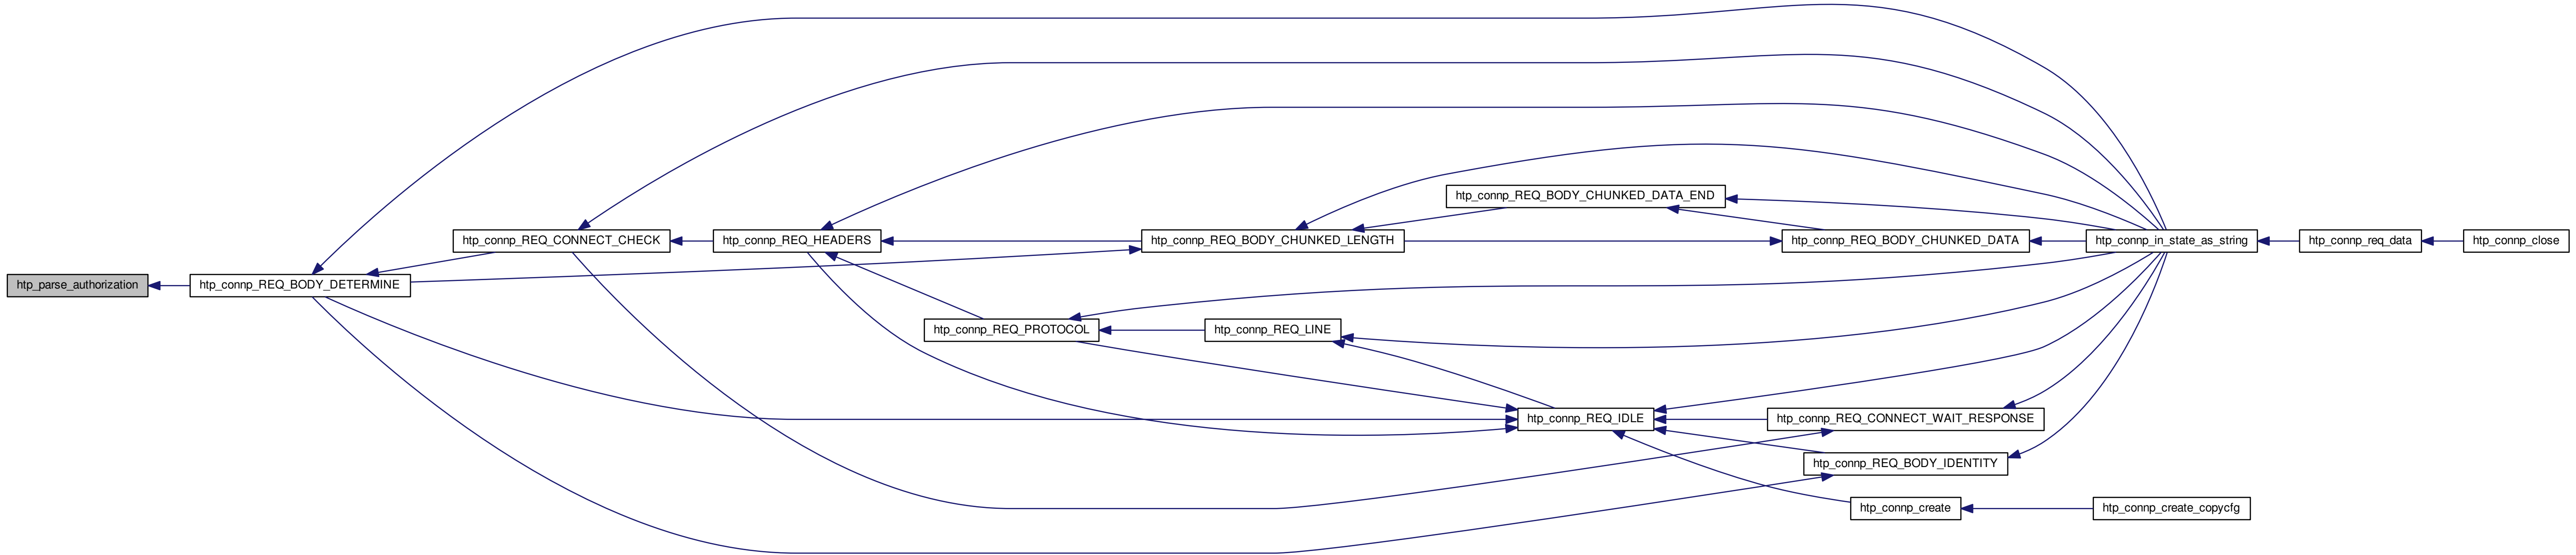 htp_parse_authorization
htp_connp_REQ_BODY_DETERMINE
htp_connp_REQ_CONNECT_CHECK
htp_connp_REQ_HEADERS
htp_connp_REQ_PROTOCOL
htp_connp_REQ_BODY_CHUNKED_LENGTH
htp_connp_REQ_LINE
htp_connp_REQ_BODY_CHUNKED_DATA_END
htp_connp_REQ_IDLE
htp_connp_REQ_BODY_CHUNKED_DATA
htp_connp_REQ_CONNECT_WAIT_RESPONSE
htp_connp_REQ_BODY_IDENTITY
htp_connp_create
htp_connp_in_state_as_string
htp_connp_create_copycfg
htp_connp_req_data
htp_connp_close